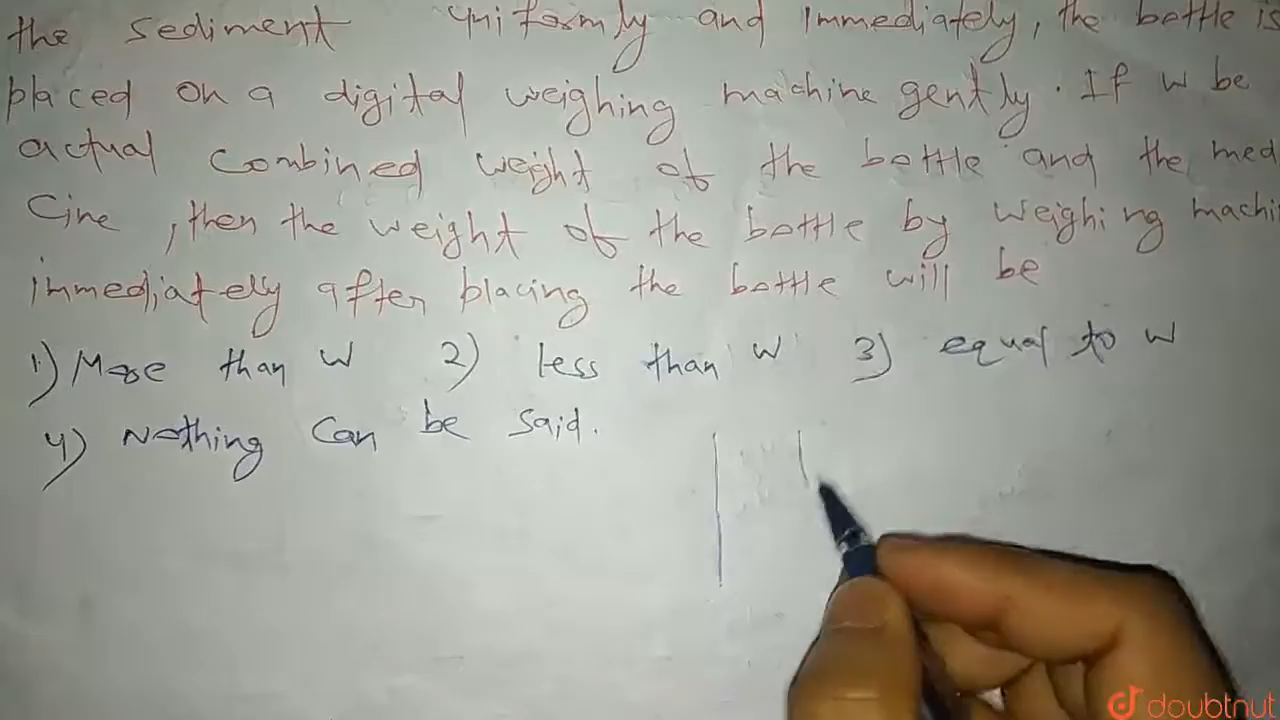 the sediment uniformly and immediately, the bottle is
placed on a digital weighing machine gently. If w be
actual combined weight of the bottle and the med
cine, then the weight of the bottle by weighing machi
immediately after placing the bottle will be
1) More than W 2) less than W 3) equal to W
4) Nothing can be said.
doubtnut